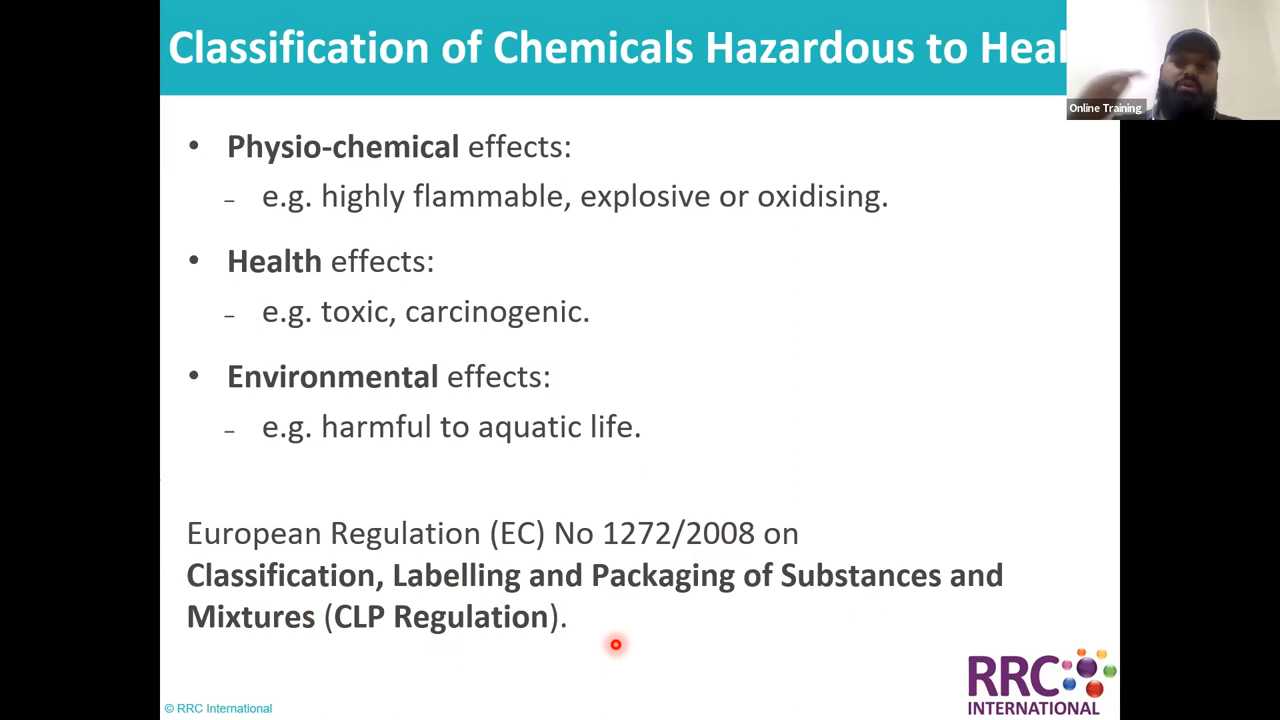 Classification of Chemicals Hazardous to Heal
Online Training
• Physio-chemical effects:
– e.g. highly flammable, explosive or oxidising.
• Health effects:
– e.g. toxic, carcinogenic.
• Environmental effects:
– e.g. harmful to aquatic life.
European Regulation (EC) No 1272/2008 on
Classification, Labelling and Packaging of Substances and
Mixtures (CLP Regulation).
RRC
INTERNATIONAL
© RRC International